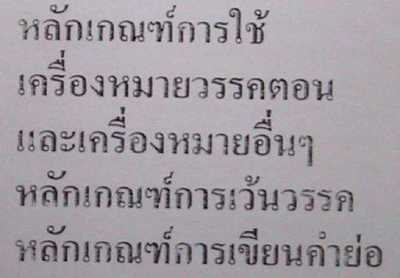 หลักเกณฑ์การใช้
เครื่องหมายวรรคตอน
และเครื่องหมายอื่นๆ
หลักเกณฑ์การเว้นวรรค
หลักเกณฑ์การเขียนคำย่อ